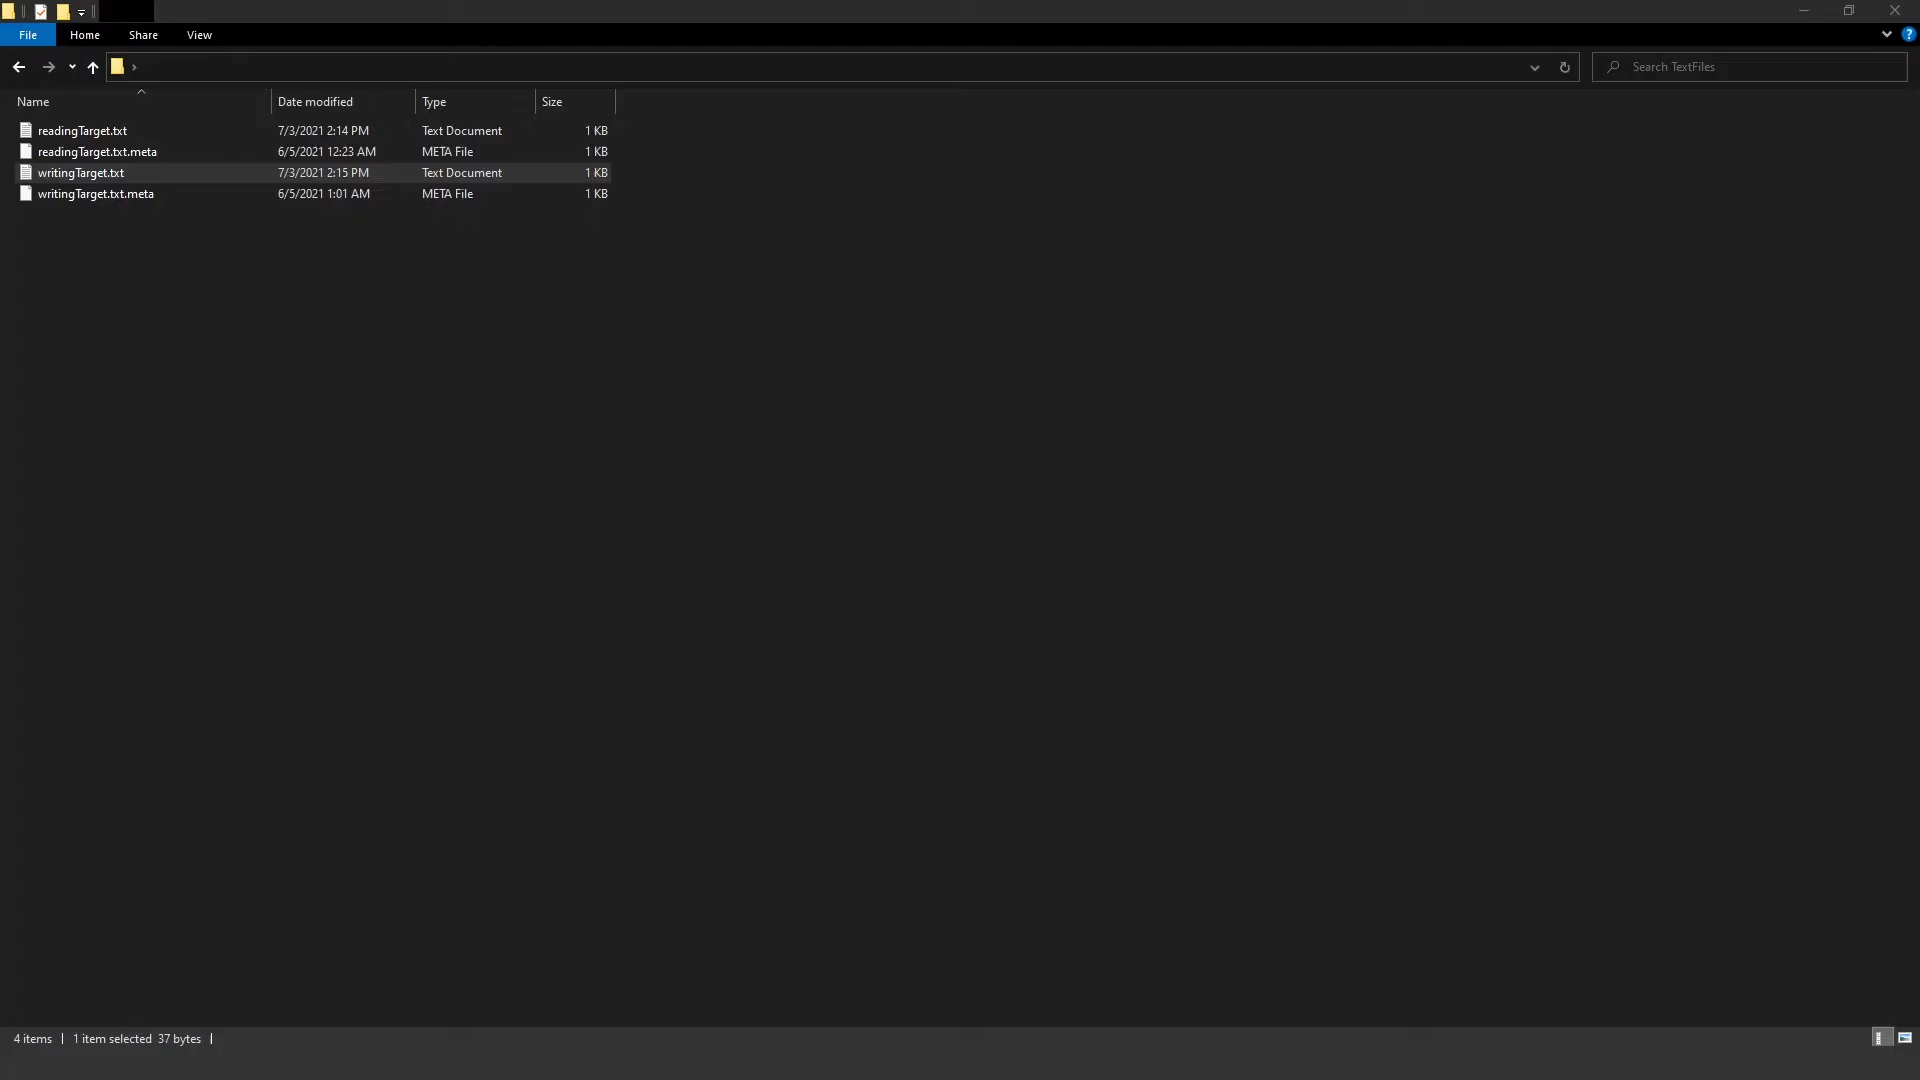 File Home Share View
Search TextFiles
Name Date modified Type Size
readingTarget.txt 7/3/2021 2:14 PM Text Document 1 KB
readingTarget.txt.meta 6/5/2021 12:23 AM META File 1 KB
writingTarget.txt 7/3/2021 2:15 PM Text Document 1 KB
writingTarget.txt.meta 6/5/2021 1:01 AM META File 1 KB
4 items 1 item selected 37 bytes